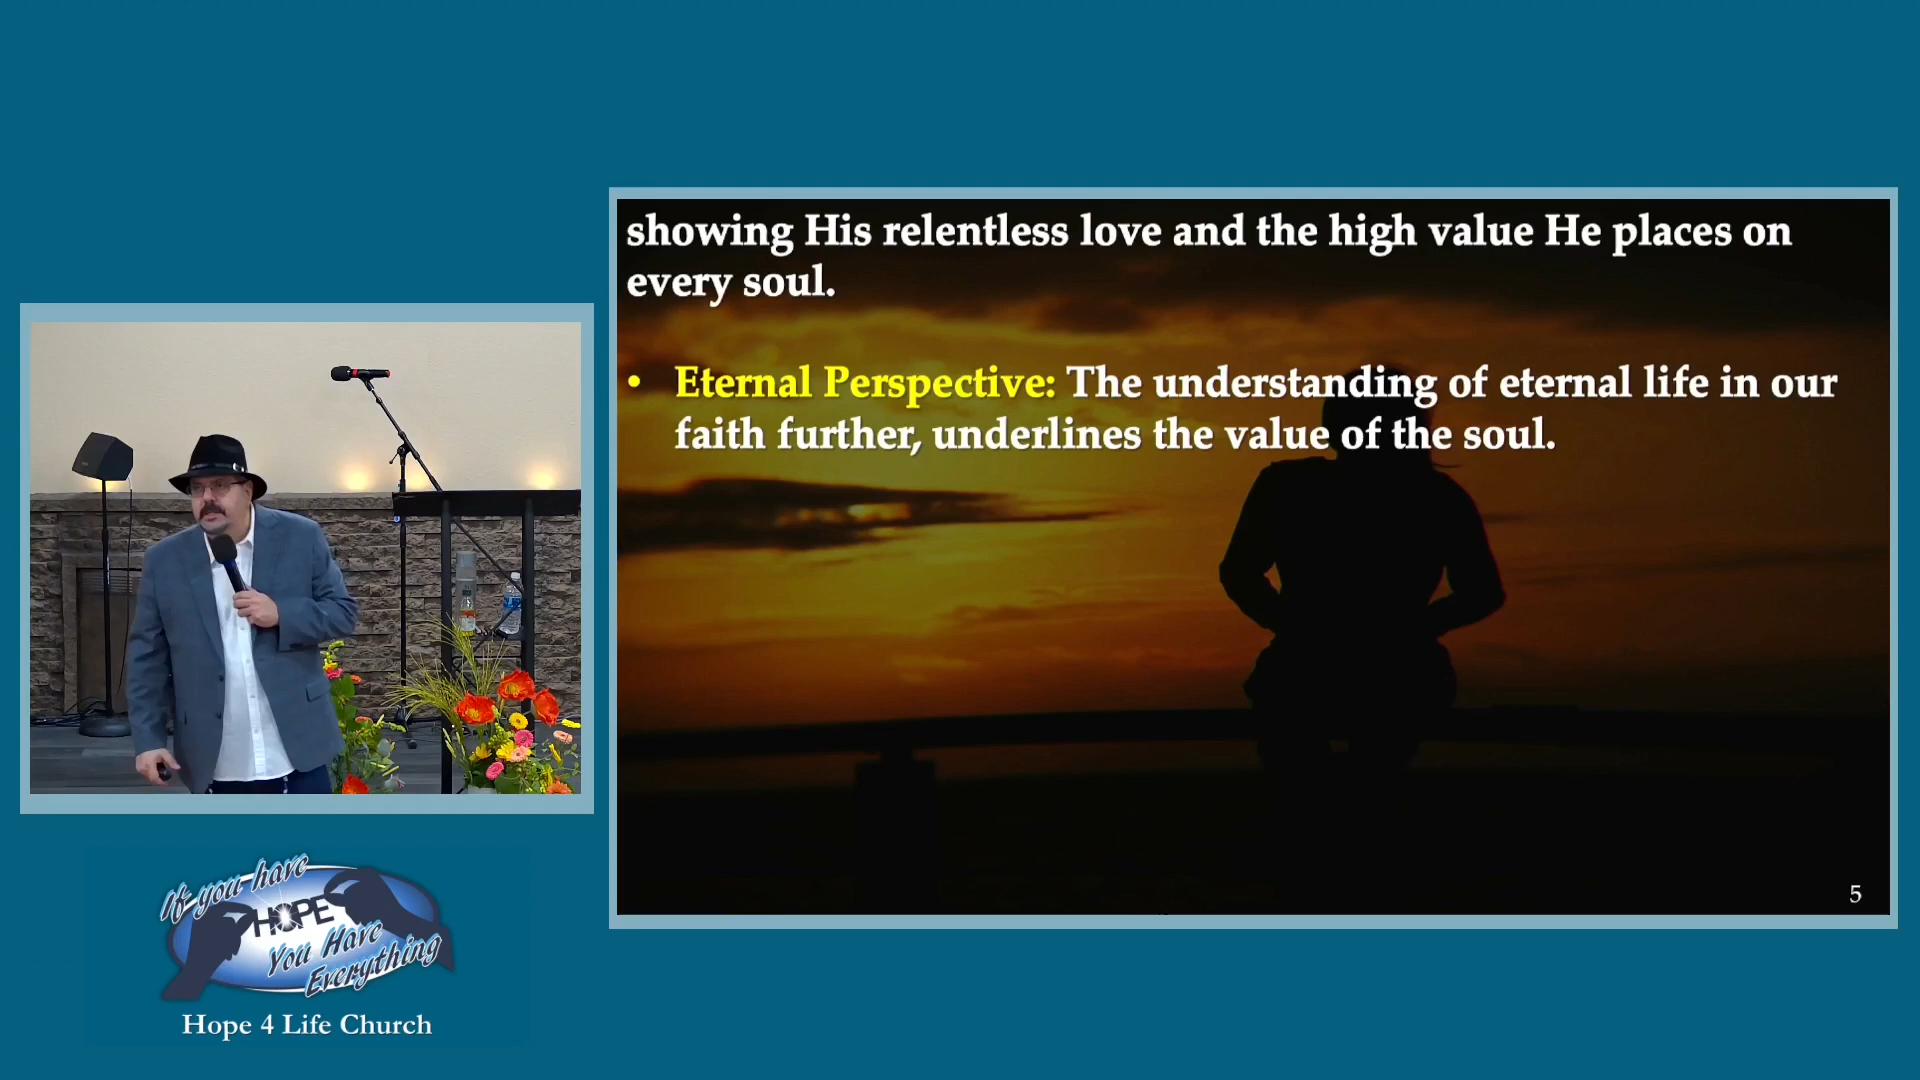 showing His relentless love and the high value He places on
every soul.
• Eternal Perspective: The understanding of eternal life in our
faith further, underlines the value of the soul.
5
If you have
HOPE
You Have
Everything
Hope 4 Life Church